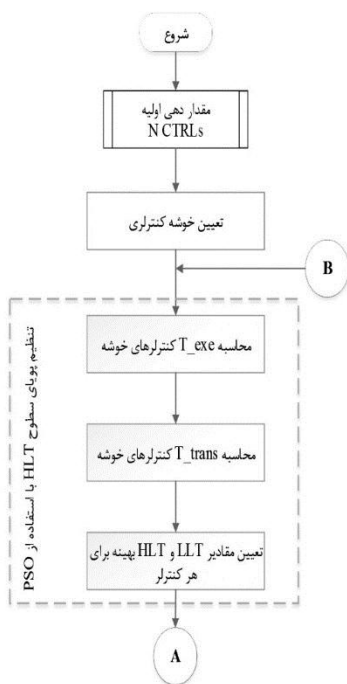 شروع
مقدار دهی اولیه
N CTRLs
تعیین خوشه کنترلری
B
تنظیم پویای سطوح HLT با استفاده از PSO
محاسبه T_exe کنترلرهای خوشه
محاسبه T_trans کنترلرهای خوشه
تعیین مقادیر LLT و HLT بهینه برای
هر کنترلر
A